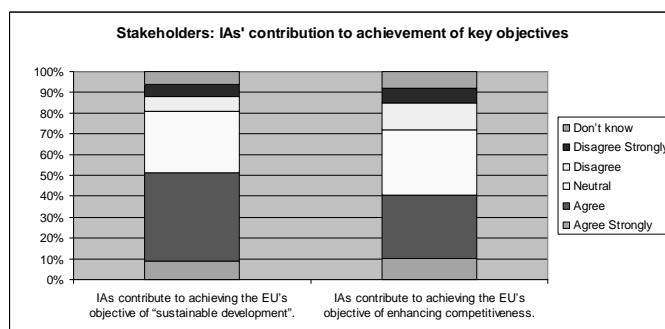 Stakeholders: IAs' contribution to achievement of key objectives
100%
90%
80%
70%
60%
50%
40%
30%
20%
10%
0%
IAs contribute to achieving the EU’s
objective of “sustainable development”.
IAs contribute to achieving the EU’s
objective of enhancing competitiveness.
Don't know
Disagree Strongly
Disagree
Neutral
Agree
Agree Strongly